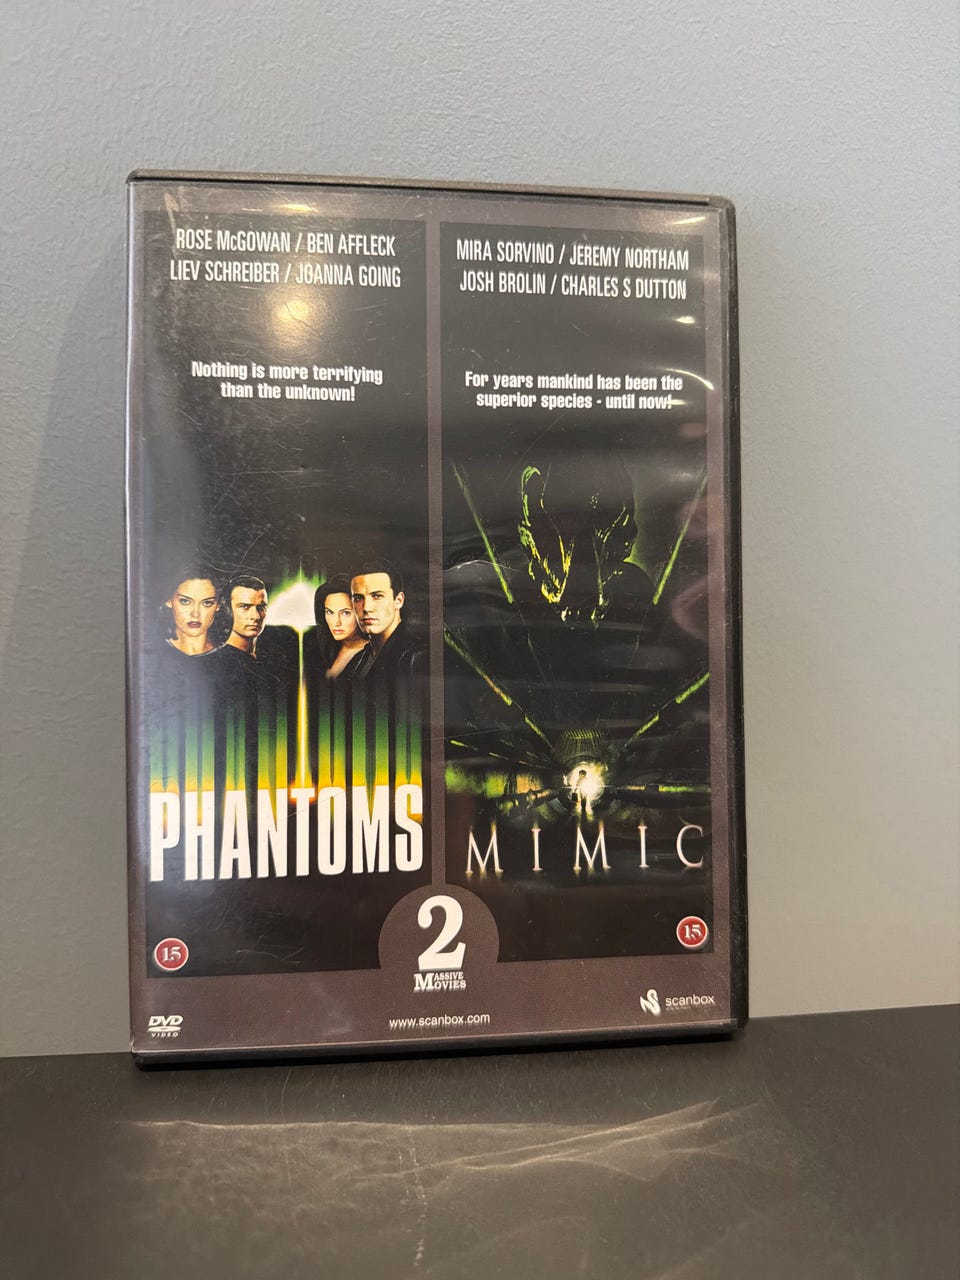 ROSE McGOWAN / BEN AFFLECK
LIEV SCHREIBER / JOANNA GOING
Nothing is more terrifying
than the unknown!
PHANTOMS
15
MIRA SORVINO / JEREMY NORTHAM
JOSH BROLIN / CHARLES S DUTTON
For years mankind has been the
superior species - until now!
MIMIC
15
2
MASSIVE
MOVIES
DVD
VIDEO
www.scanbox.com
scanbox